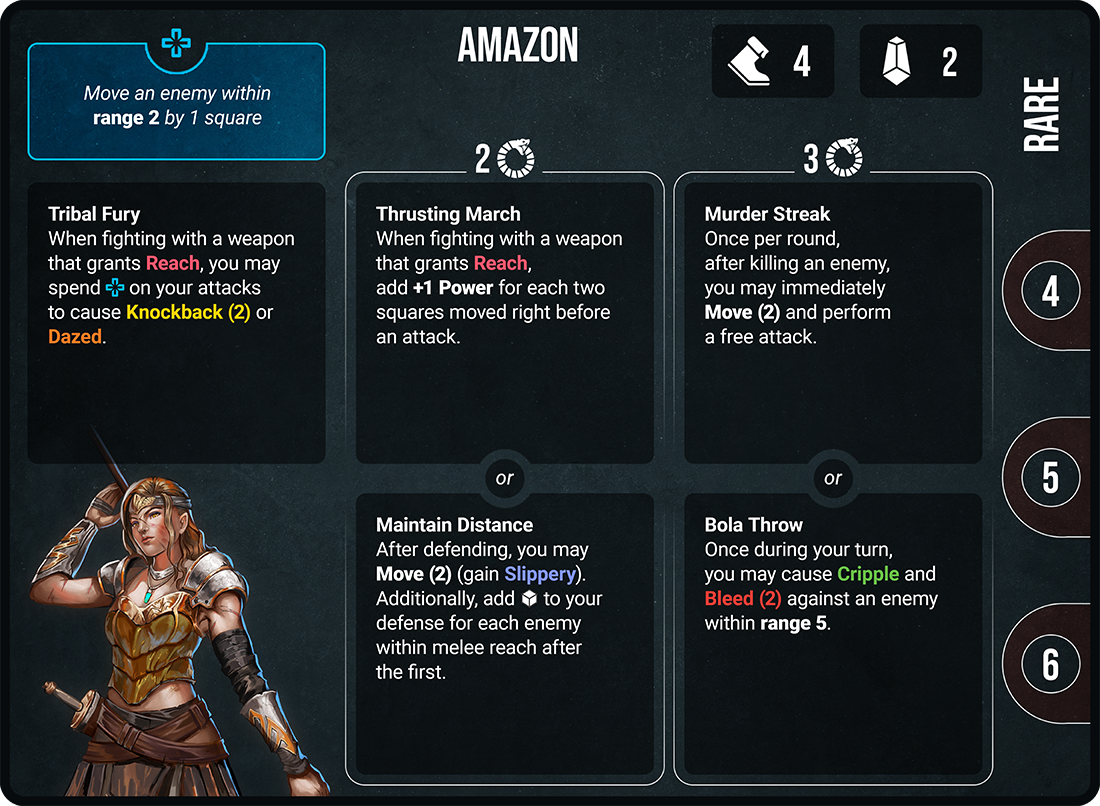 AMAZON
4
2
RARE
Move an enemy within
range 2 by 1 square
Tribal Fury
When fighting with a weapon
that grants Reach, you may
spend on your attacks
to cause Knockback (2) or
Dazed.
2
Thrusting March
When fighting with a weapon
that grants Reach,
add +1 Power for each two
squares moved right before
an attack.
or
Maintain Distance
After defending, you may
Move (2) (gain Slippery).
Additionally, add to your
defense for each enemy
within melee reach after
the first.
3
Murder Streak
Once per round,
after killing an enemy,
you may immediately
Move (2) and perform
a free attack.
or
Bola Throw
Once during your turn,
you may cause Cripple and
Bleed (2) against an enemy
within range 5.
4
5
6